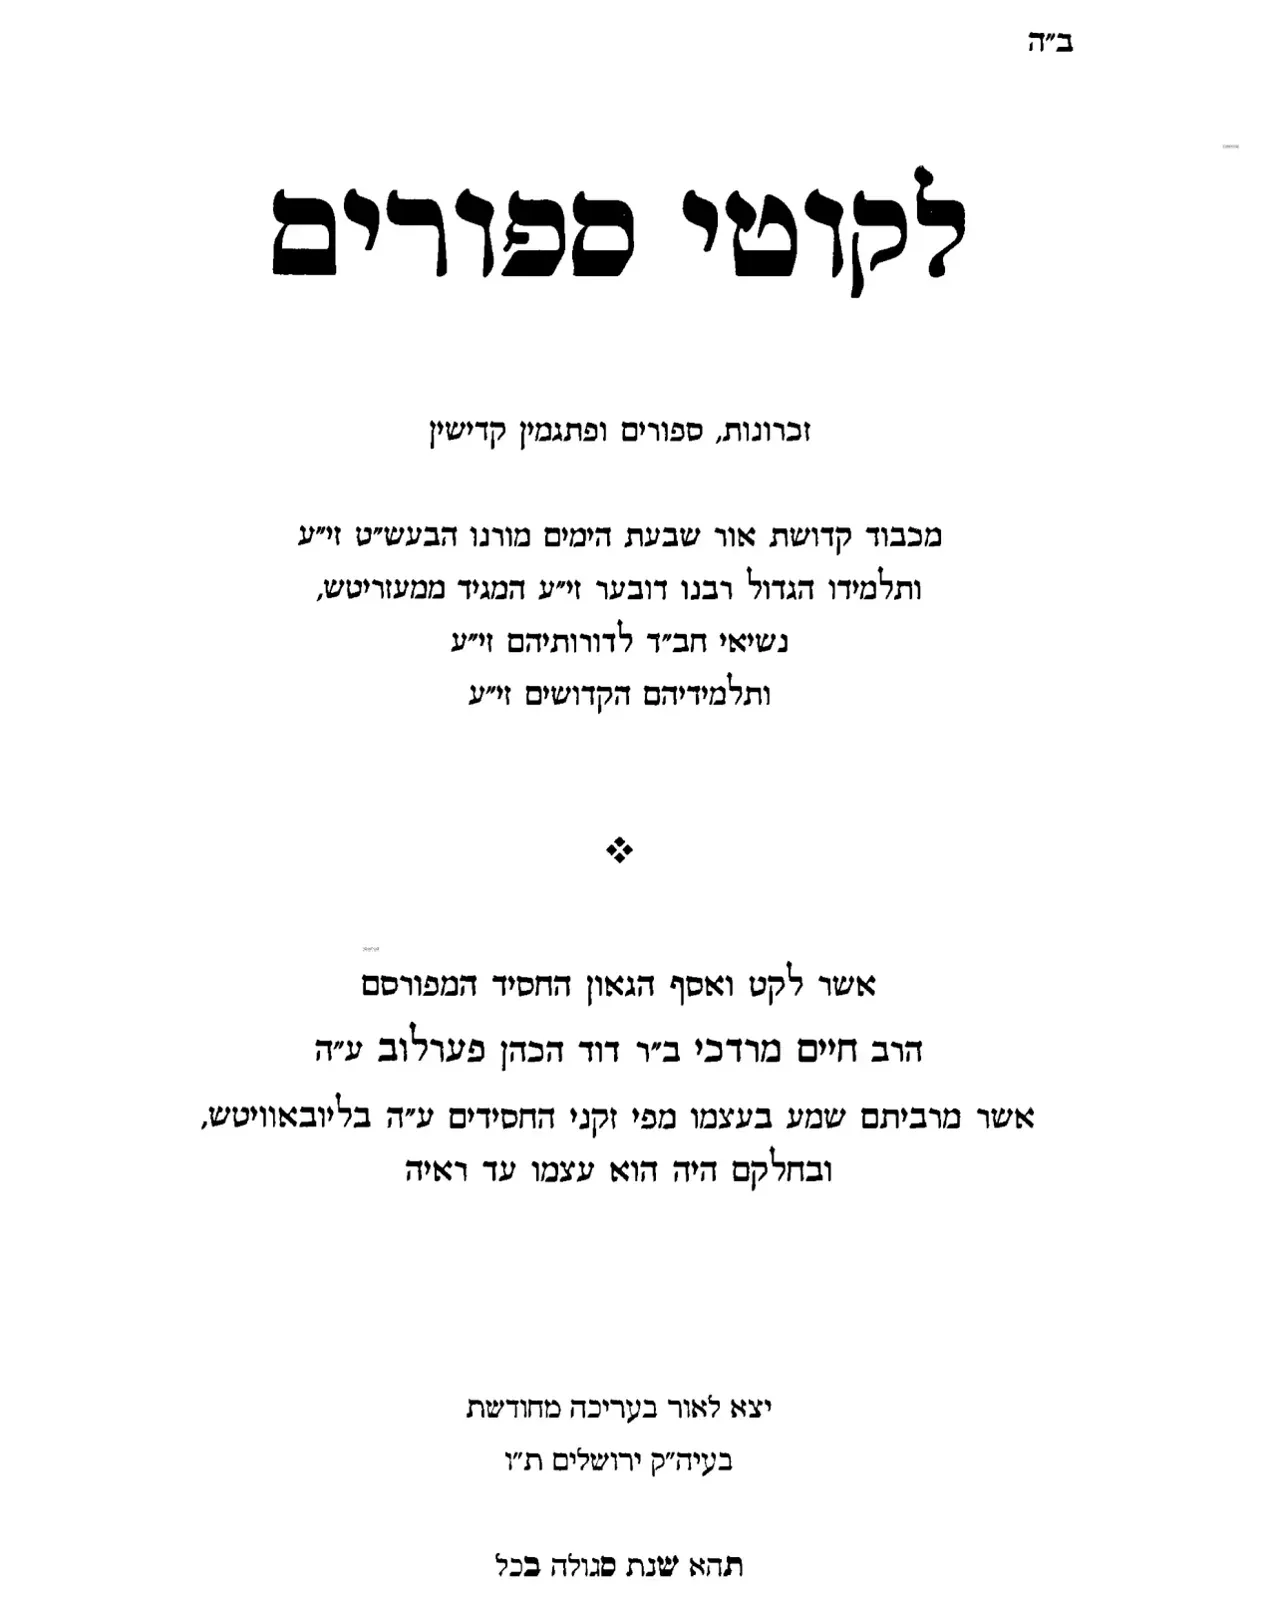 ב״ה
לקוטי ספורים
זכרונות, ספורים ופתגמין קדישין
מכבוד קדושת אור שבעת הימים מורנו הבעש״ט זי״ע
ותלמידו הגדול רבנו דובער זי״ע המגיד ממעזריטש,
נשיאי חב״ד לדורותיהם זי״ע
ותלמידיהם הקדושים זי״ע
אשר לקט ואסף הגאון החסיד המפורסם
הרב חיים מרדכי ב״ר דוד הכהן פערלוב ע״ה
אשר מרביתם שמע בעצמו מפי זקני החסידים ע״ה בליובאוויטש,
ובחלקם היה הוא עצמו עד ראיה
יצא לאור בעריכה מחודשת
בעיה״ק ירושלים ת״ו
תהא שנת סגולה בכל